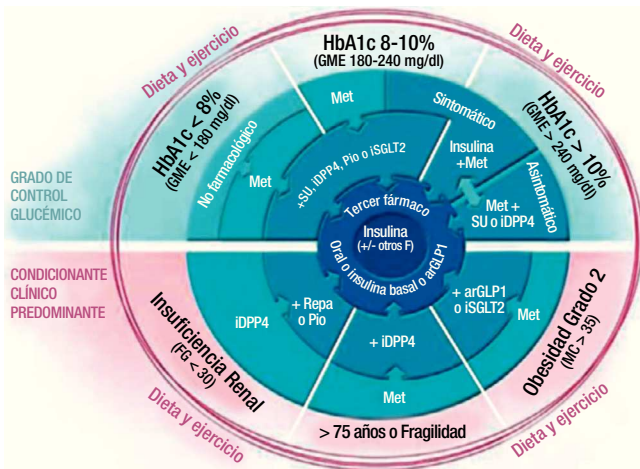 HbA1c 8-10%
(GME 180-240 mg/dl)
Dieta y ejercicio
Dieta y ejercicio
HbA1c < 8%
(GME < 180 mg/dl)
HbA1c > 10%
(GME > 240 mg/dl)
Met
Sintomático
Insulina
+Met
No farmacológico
Met
+SU, iDPP4, Pio o iSGLT2
Asintomático
Met +
SU o iDPP4
GRADO DE
CONTROL
GLUCÉMICO
Tercer fármaco
Insulina
(+/- otros F)
Oral o insulina basal o arGLP1
CONDICIONANTE
CLÍNICO
PREDOMINANTE
Insuficiencia Renal
(FG < 30)
iDPP4
+ Repa
o Pio
+ iDPP4
+ arGLP1
o iSGLT2
Met
Obesidad Grado 2
(MC > 35)
Met
> 75 años o Fragilidad
Dieta y ejercicio
Dieta y ejercicio